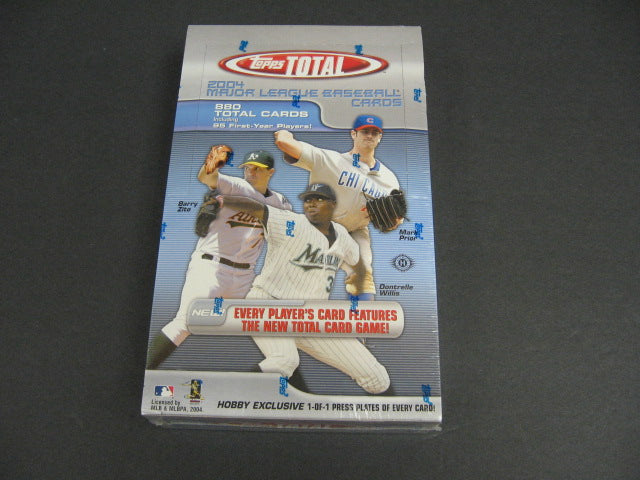 Topps TOTAL
2004
MAJOR LEAGUE BASEBALL
CARDS
880
TOTAL CARDS
Including
95 First-Year Players!
A's
C
CHICAGO
Barry
Zito
Mark
Prior
MARLINS
3
H
Dontrelle
Willis
NEW
EVERY PLAYER'S CARD FEATURES
THE NEW TOTAL CARD GAME!
Licensed by
MLB & MLBPA, 2004.
HOBBY EXCLUSIVE 1-OF-1 PRESS PLATES OF EVERY CARD!